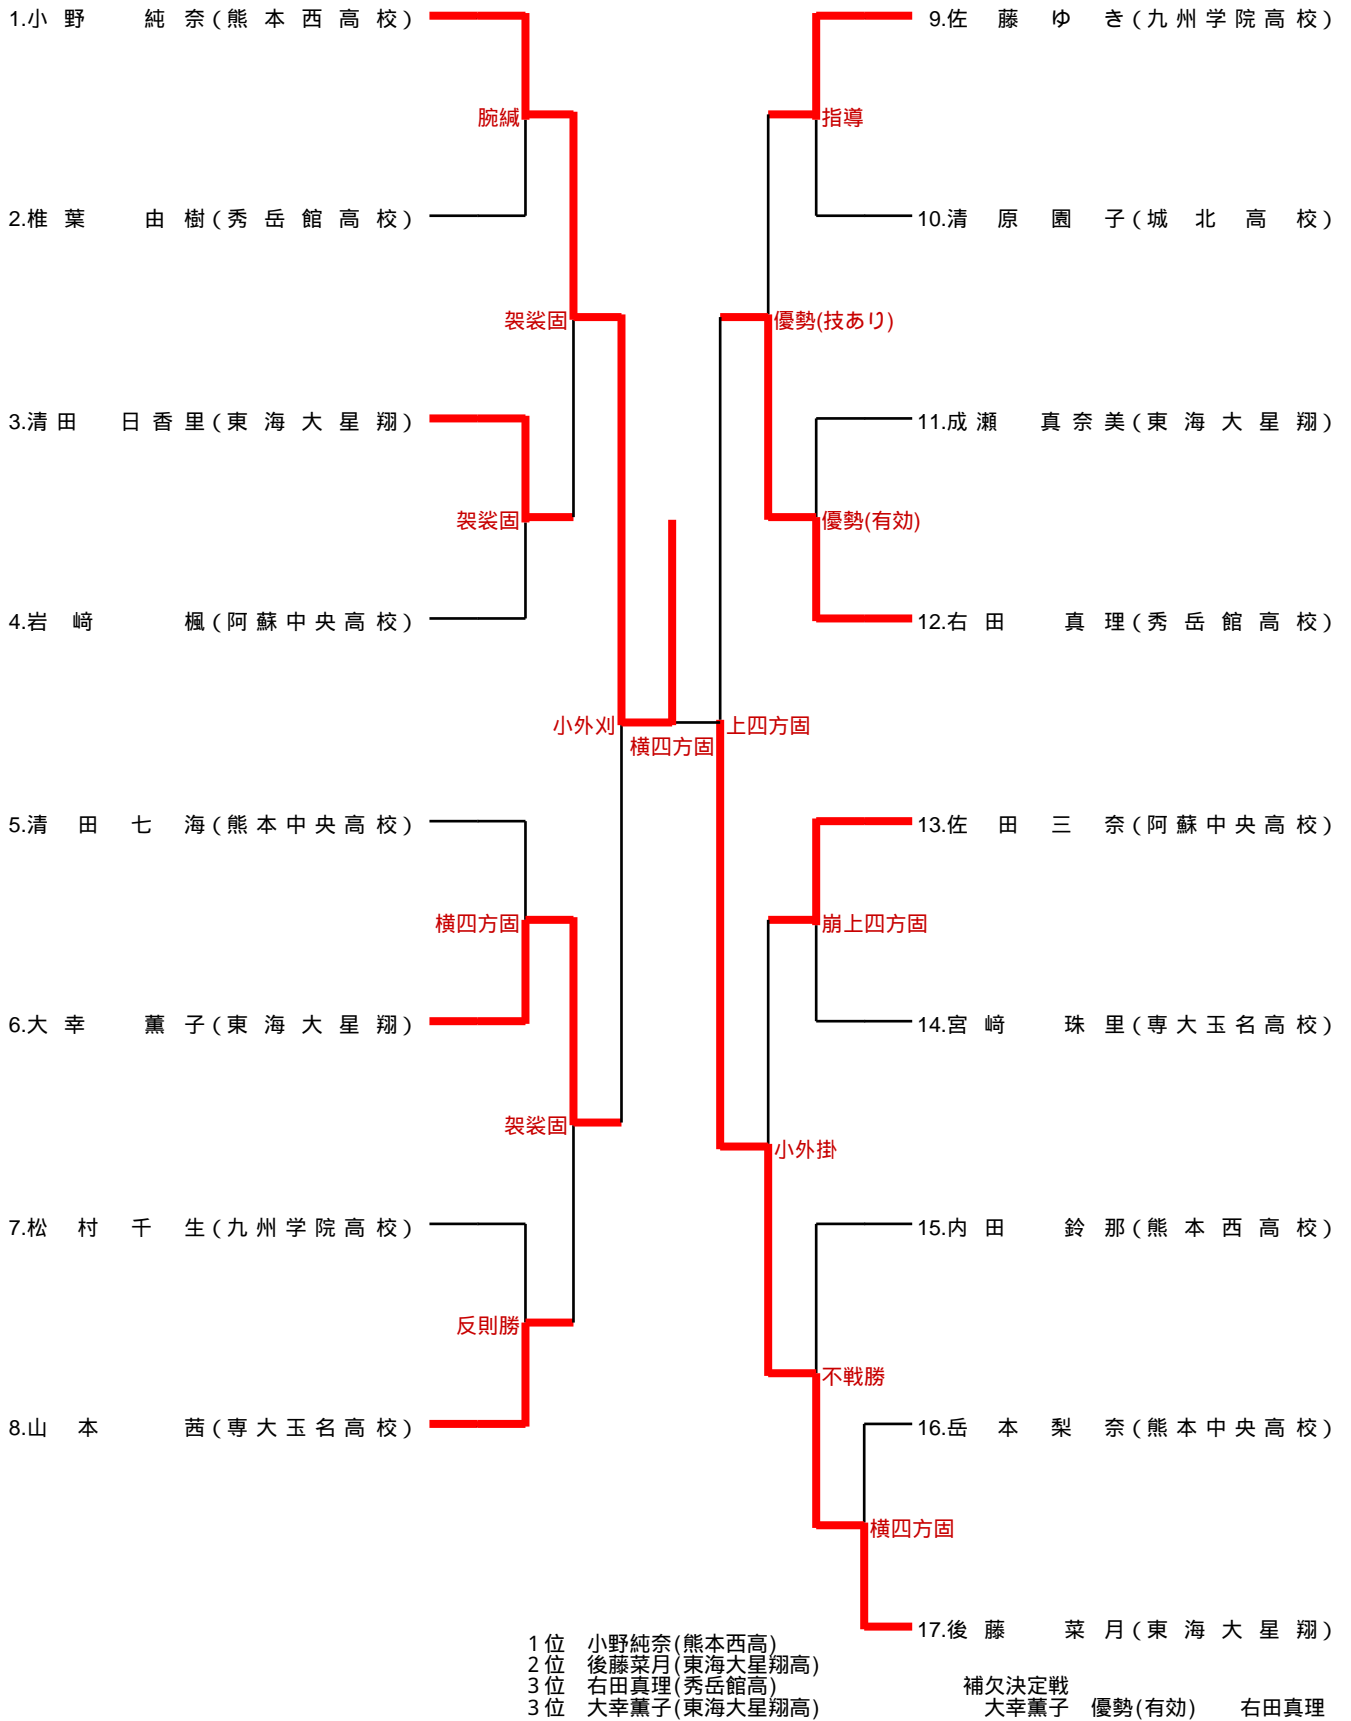 1.小野 純奈(熊本西高校)
腕緘
2.椎葉 由樹(秀岳館高校)
袈裟固
3.清田 日香里(東海大星翔)
袈裟固
4.岩﨑 楓(阿蘇中央高校)
小外刈
横四方固
5.清田七海(熊本中央高校)
横四方固
6.大幸 薫子(東海大星翔)
袈裟固
7.松村千生(九州学院高校)
反則勝
8.山本 茜(専大玉名高校)
9.佐藤ゆき(九州学院高校)
指導
10.清原園子(城北高校)
優勢(技あり)
11.成瀬 真奈美(東海大星翔)
優勢(有効)
12.右田 真理(秀岳館高校)
上四方固
13.佐田三奈(阿蘇中央高校)
崩上四方固
14.宮﨑 珠里(専大玉名高校)
小外掛
15.内田 鈴那(熊本西高校)
不戦勝
16.岳本梨奈(熊本中央高校)
横四方固
17.後藤 菜月(東海大星翔)
1位 小野純奈(熊本西高)
2位 後藤菜月(東海大星翔高)
3位 右田真理(秀岳館高)
3位 大幸薫子(東海大星翔高)
補欠決定戦
大幸薫子 優勢(有効) 右田真理